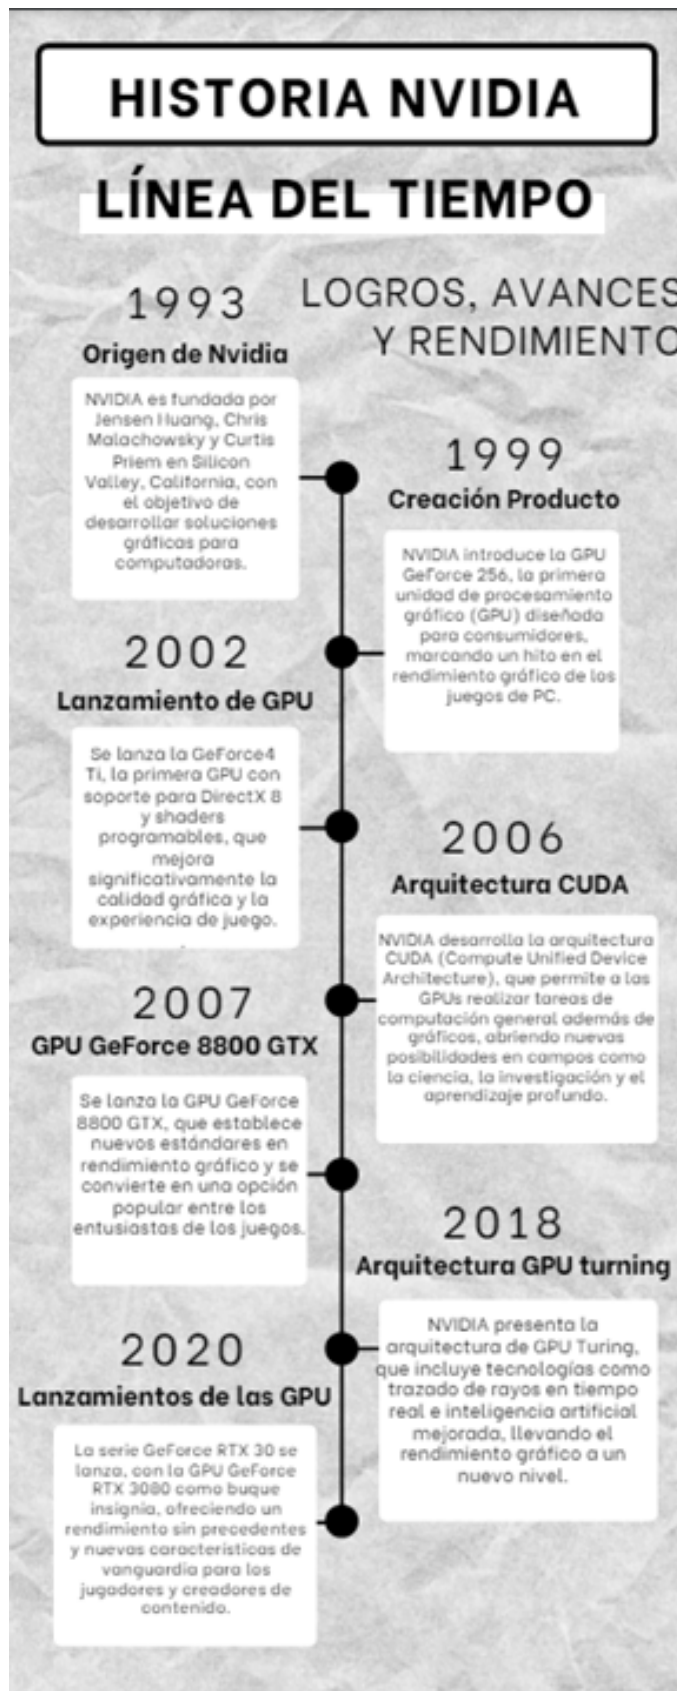 HISTORIA NVIDIA
LÍNEA DEL TIEMPO
LOGROS, AVANCES
Y RENDIMIENTO
1993
Origen de Nvidia
NVIDIA es fundada por
Jensen Huang, Chris
Malachowsky y Curtis
Priem en Silicon
Valley, California, con
el objetivo de
desarrollar soluciones
gráficas para
computadoras.
1999
Creación Producto
NVIDIA introduce la GPU
GeForce 256, la primera
unidad de procesamiento
gráfico (GPU) diseñada
para consumidores,
marcando un hito en el
rendimiento gráfico de los
juegos de PC.
2002
Lanzamiento de GPU
Se lanza la GeForce4
Ti, la primera GPU con
soporte para DirectX 8
y shaders
programables, que
mejora
significativamente la
calidad gráfica y la
experiencia de juego.
2006
Arquitectura CUDA
NVIDIA desarrolla la arquitectura
CUDA (Compute Unified Device
Architecture), que permite a las
GPUs realizar tareas de
computación general además de
gráficos, abriendo nuevas
posibilidades en campos como
la ciencia, la investigación y el
aprendizaje profundo.
2007
GPU GeForce 8800 GTX
Se lanza la GPU GeForce
8800 GTX, que establece
nuevos estándares en
rendimiento gráfico y se
convierte en una opción
popular entre los
entusiastas de los juegos.
2018
Arquitectura GPU turning
NVIDIA presenta la
arquitectura de GPU Turing,
que incluye tecnologías como
trazado de rayos en tiempo
real e inteligencia artificial
mejorada, llevando el
rendimiento gráfico a un
nuevo nivel.
2020
Lanzamientos de las GPU
La serie GeForce RTX 30 se
lanza, con la GPU GeForce
RTX 3080 como buque
insignia, ofreciendo un
rendimiento sin precedentes
y nuevas características de
vanguardia para los
jugadores y creadores de
contenido.